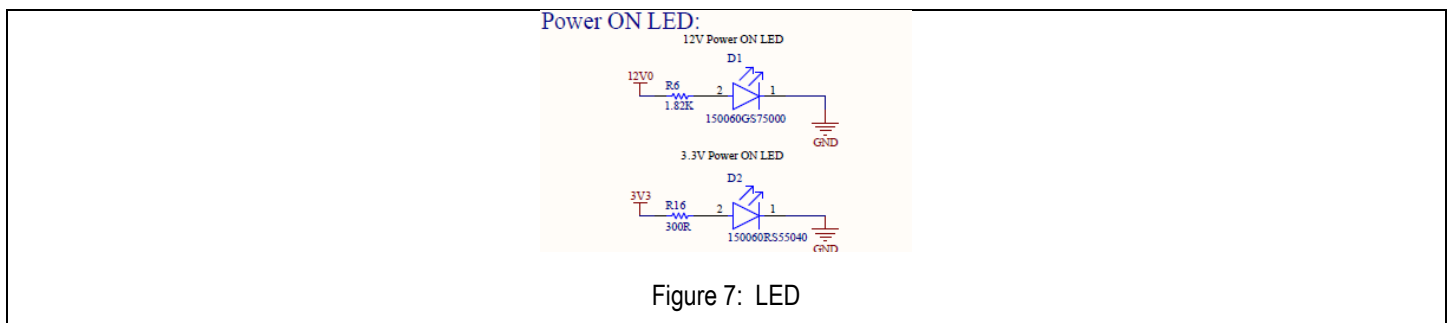 Power ON LED:
12V Power ON LED
D1
12V0
R6
2
1
1.82K
150060GS75000
GND
3.3V Power ON LED
D2
3V3
R16
2
1
300R
150060RS55040
GND
Figure 7: LED